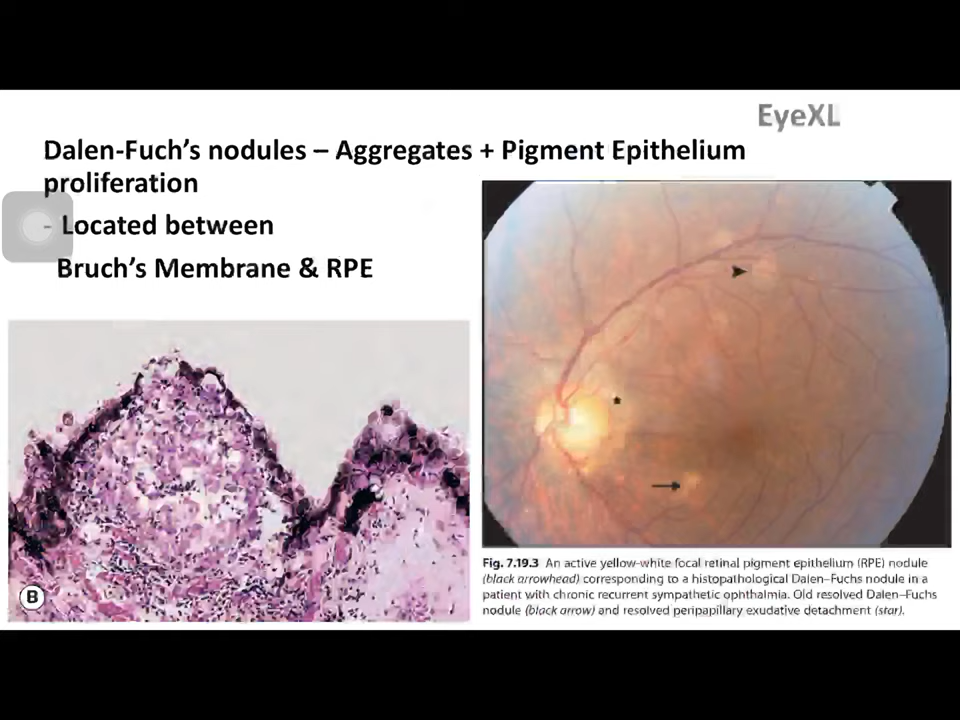 EyeXL
Dalen-Fuch's nodules – Aggregates + Pigment Epithelium
proliferation
- Located between
Bruch's Membrane & RPE
B
Fig. 7.19.3 An active yellow-white focal retinal pigment epithelium (RPE) nodule
(black arrowhead) corresponding to a histopathological Dalen–Fuchs nodule in a
patient with chronic recurrent sympathetic ophthalmia. Old resolved Dalen–Fuchs
nodule (black arrow) and resolved peripapillary exudative detachment (star).